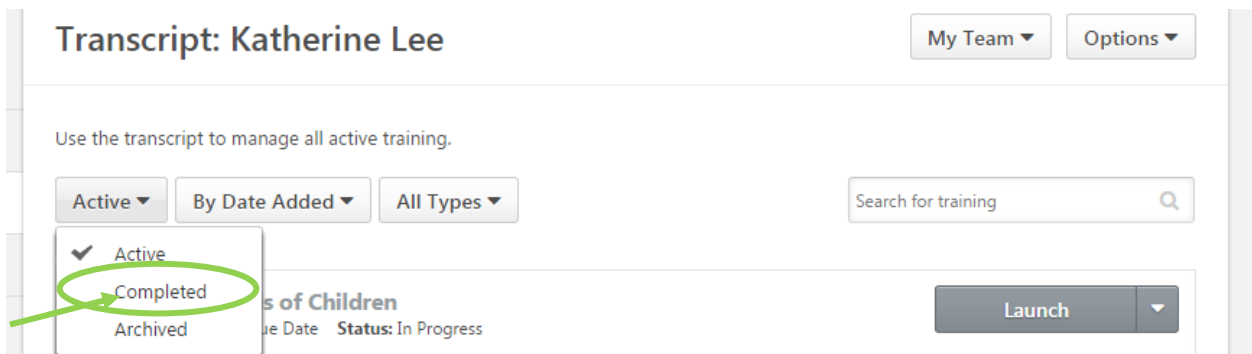 Transcript: Katherine Lee
My Team
Options
Use the transcript to manage all active training.
Active
By Date Added
All Types
Search for training
Active
Completed
Archived
of Children
Date Status: In Progress
Launch